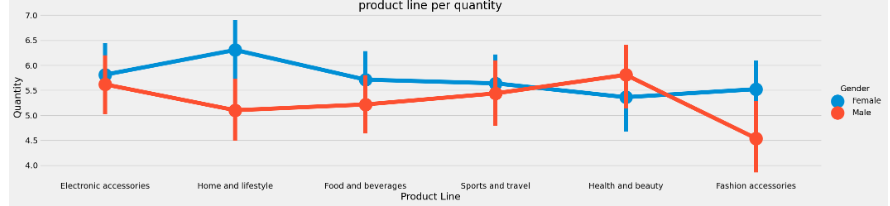 product line per quantity
7.0
6.5
6.0
5.5
5.0
4.5
4.0
Quantity
Electronic accessories
Home and lifestyle
Food and beverages
Sports and travel
Health and beauty
Fashion accessories
Product Line
Gender
Female
Male